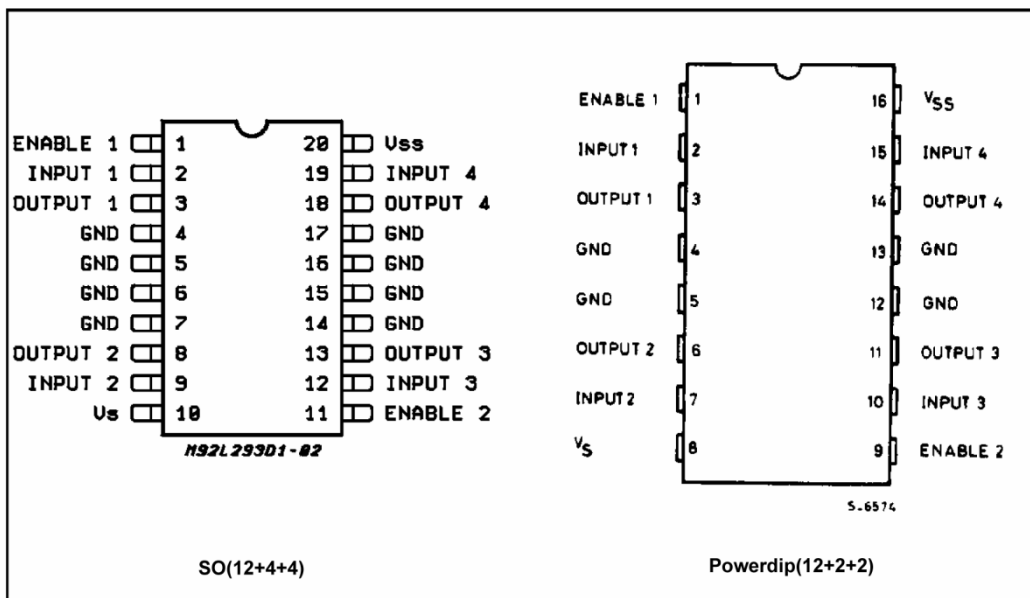 ENABLE 1 1 20 Vss
INPUT 1 2 19 INPUT 4
OUTPUT 1 3 18 OUTPUT 4
GND 4 17 GND
GND 5 16 GND
GND 6 15 GND
GND 7 14 GND
OUTPUT 2 8 13 OUTPUT 3
INPUT 2 9 12 INPUT 3
Vs 10 11 ENABLE 2
M92L293D1-02
SO(12+4+4)
ENABLE 1 1 16 VSS
INPUT 1 2 15 INPUT 4
OUTPUT 1 3 14 OUTPUT 4
GND 4 13 GND
GND 5 12 GND
OUTPUT 2 6 11 OUTPUT 3
INPUT 2 7 10 INPUT 3
VS 8 9 ENABLE 2
S-6574
Powerdip(12+2+2)